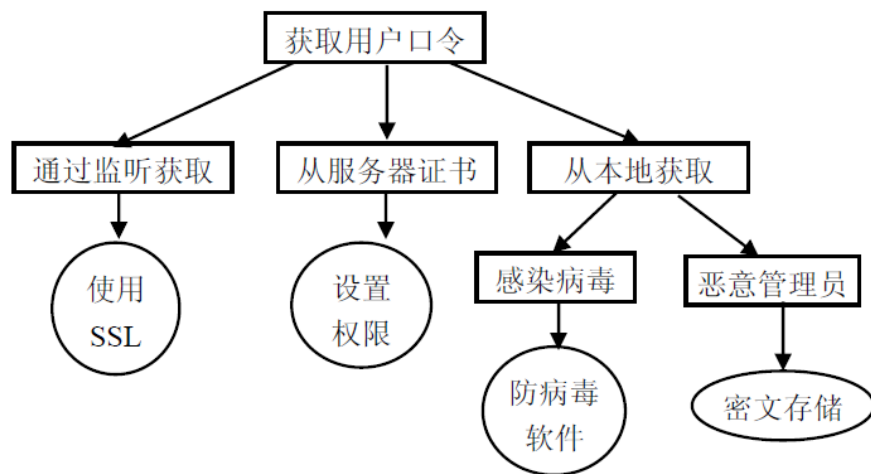 获取用户口令
通过监听获取
从服务器证书
从本地获取
使用
SSL
设置
权限
感染病毒
恶意管理员
防病毒
软件
密文存储